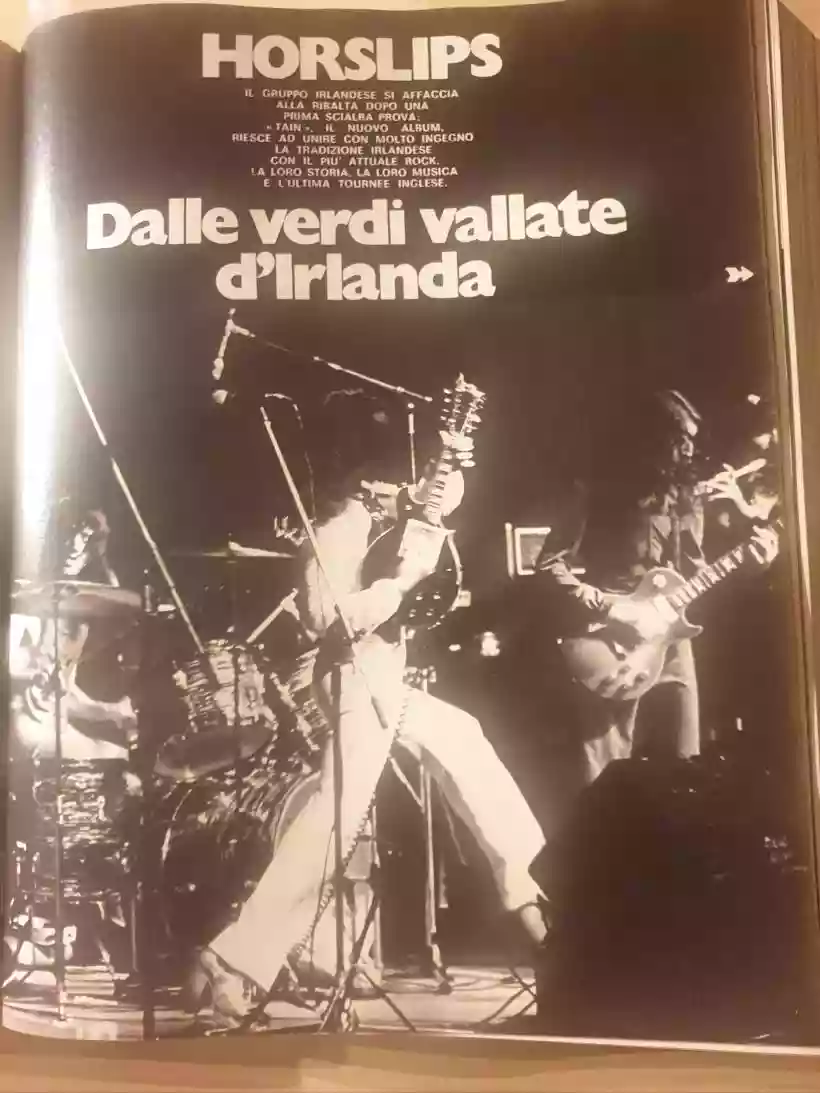 HORSLIPS
IL GRUPPO IRLANDESE SI AFFACCIA
ALLA RIBALTA DOPO UNA
PRIMA SCIALBA PROVA;
«TAIN», IL NUOVO ALBUM,
RIESCE AD UNIRE CON MOLTO INGEGNO
LA TRADIZIONE IRLANDESE
CON IL PIU' ATTUALE ROCK.
LA LORO STORIA, LA LORO MUSICA
E L'ULTIMA TOURNEE INGLESE.
Dalle verdi vallate
d'Irlanda